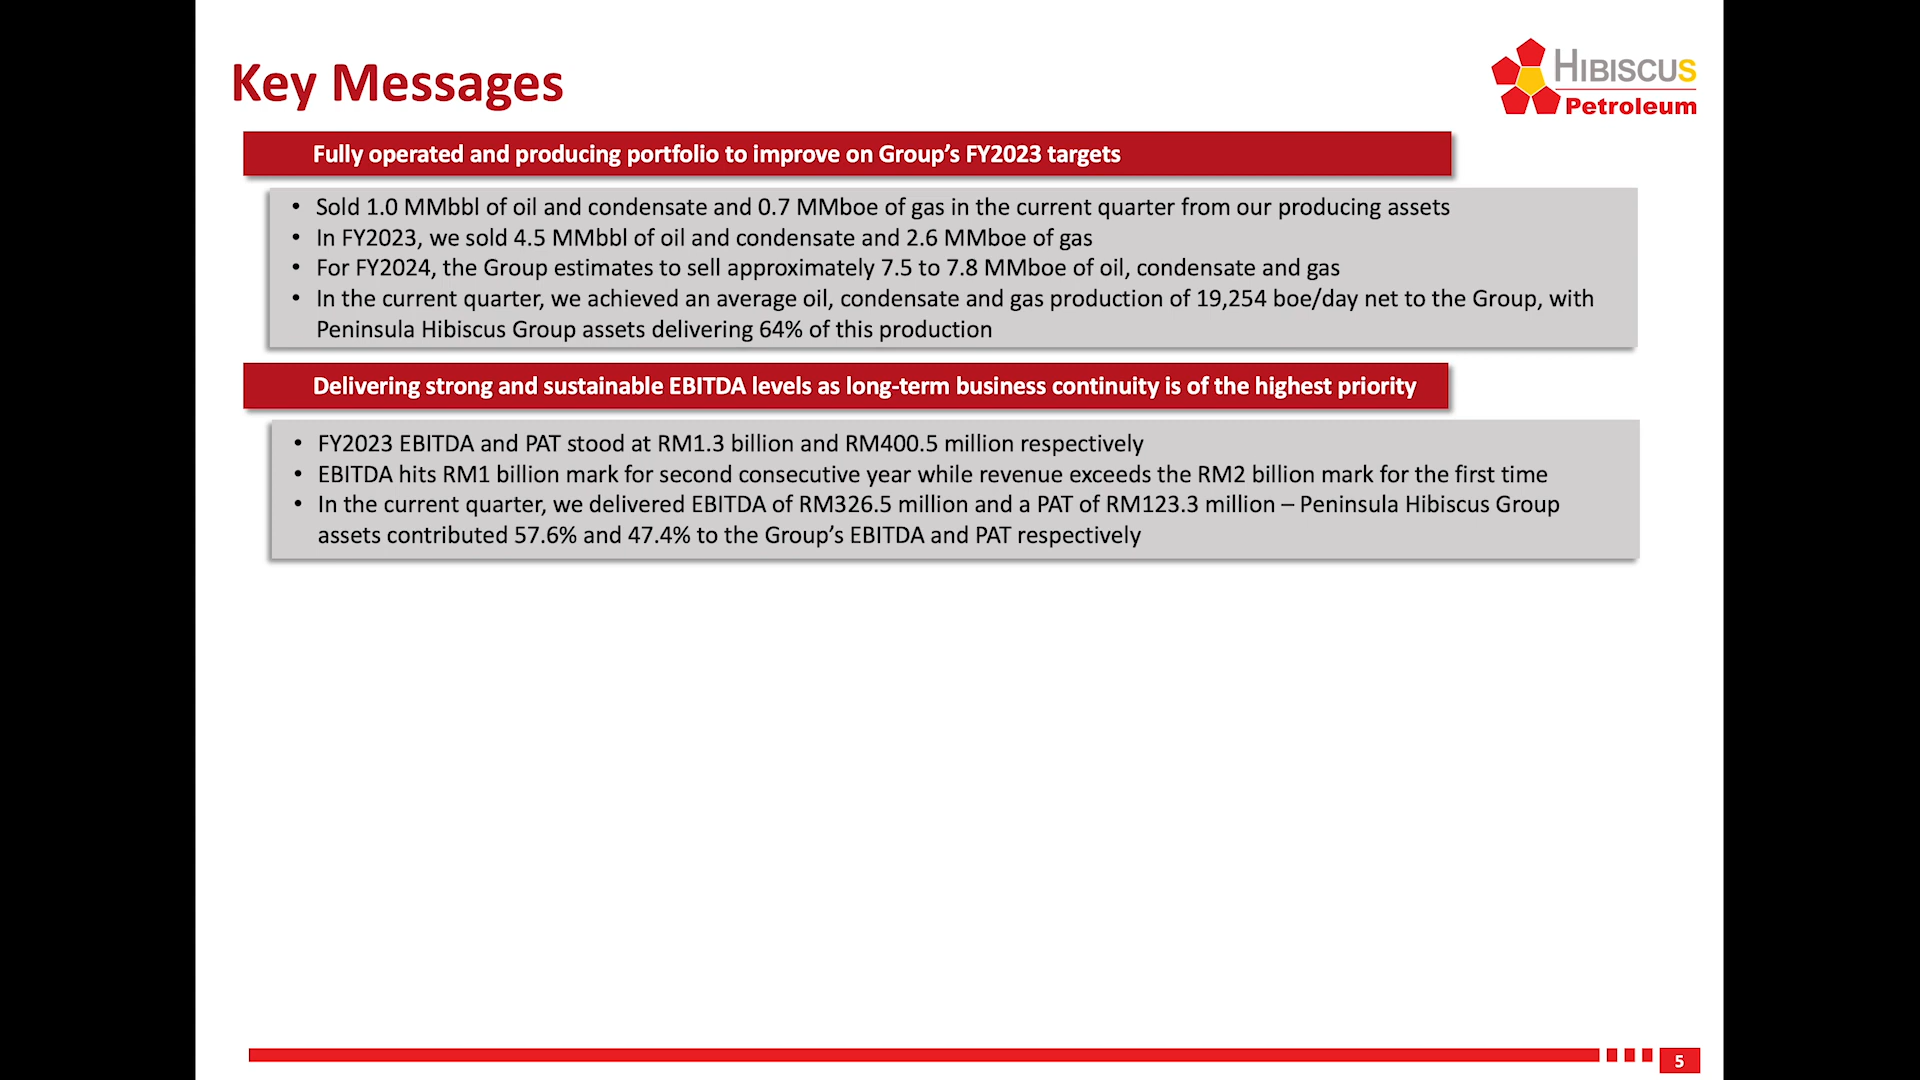 Key Messages
HIBISCUS
Petroleum
Fully operated and producing portfolio to improve on Group’s FY2023 targets
• Sold 1.0 MMbbl of oil and condensate and 0.7 MMboe of gas in the current quarter from our producing assets
• In FY2023, we sold 4.5 MMbbl of oil and condensate and 2.6 MMboe of gas
• For FY2024, the Group estimates to sell approximately 7.5 to 7.8 MMboe of oil, condensate and gas
• In the current quarter, we achieved an average oil, condensate and gas production of 19,254 boe/day net to the Group, with
Peninsula Hibiscus Group assets delivering 64% of this production
Delivering strong and sustainable EBITDA levels as long-term business continuity is of the highest priority
• FY2023 EBITDA and PAT stood at RM1.3 billion and RM400.5 million respectively
• EBITDA hits RM1 billion mark for second consecutive year while revenue exceeds the RM2 billion mark for the first time
• In the current quarter, we delivered EBITDA of RM326.5 million and a PAT of RM123.3 million – Peninsula Hibiscus Group
assets contributed 57.6% and 47.4% to the Group’s EBITDA and PAT respectively
5